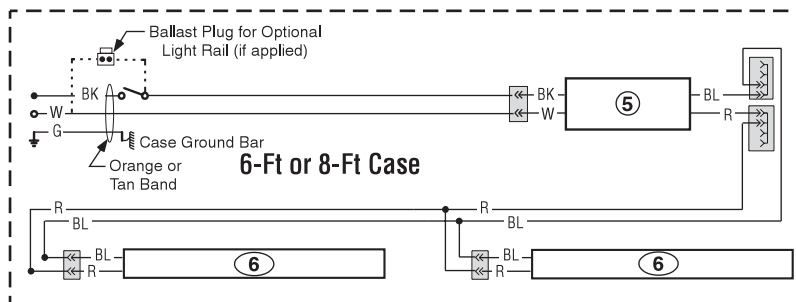 Ballast Plug for Optional
Light Rail (if applied)
BK
BK
BL
5
W
W
R
G
Case Ground Bar
Orange or
Tan Band
6-Ft or 8-Ft Case
R
R
BL
BL
BL
R
6
BL
R
6